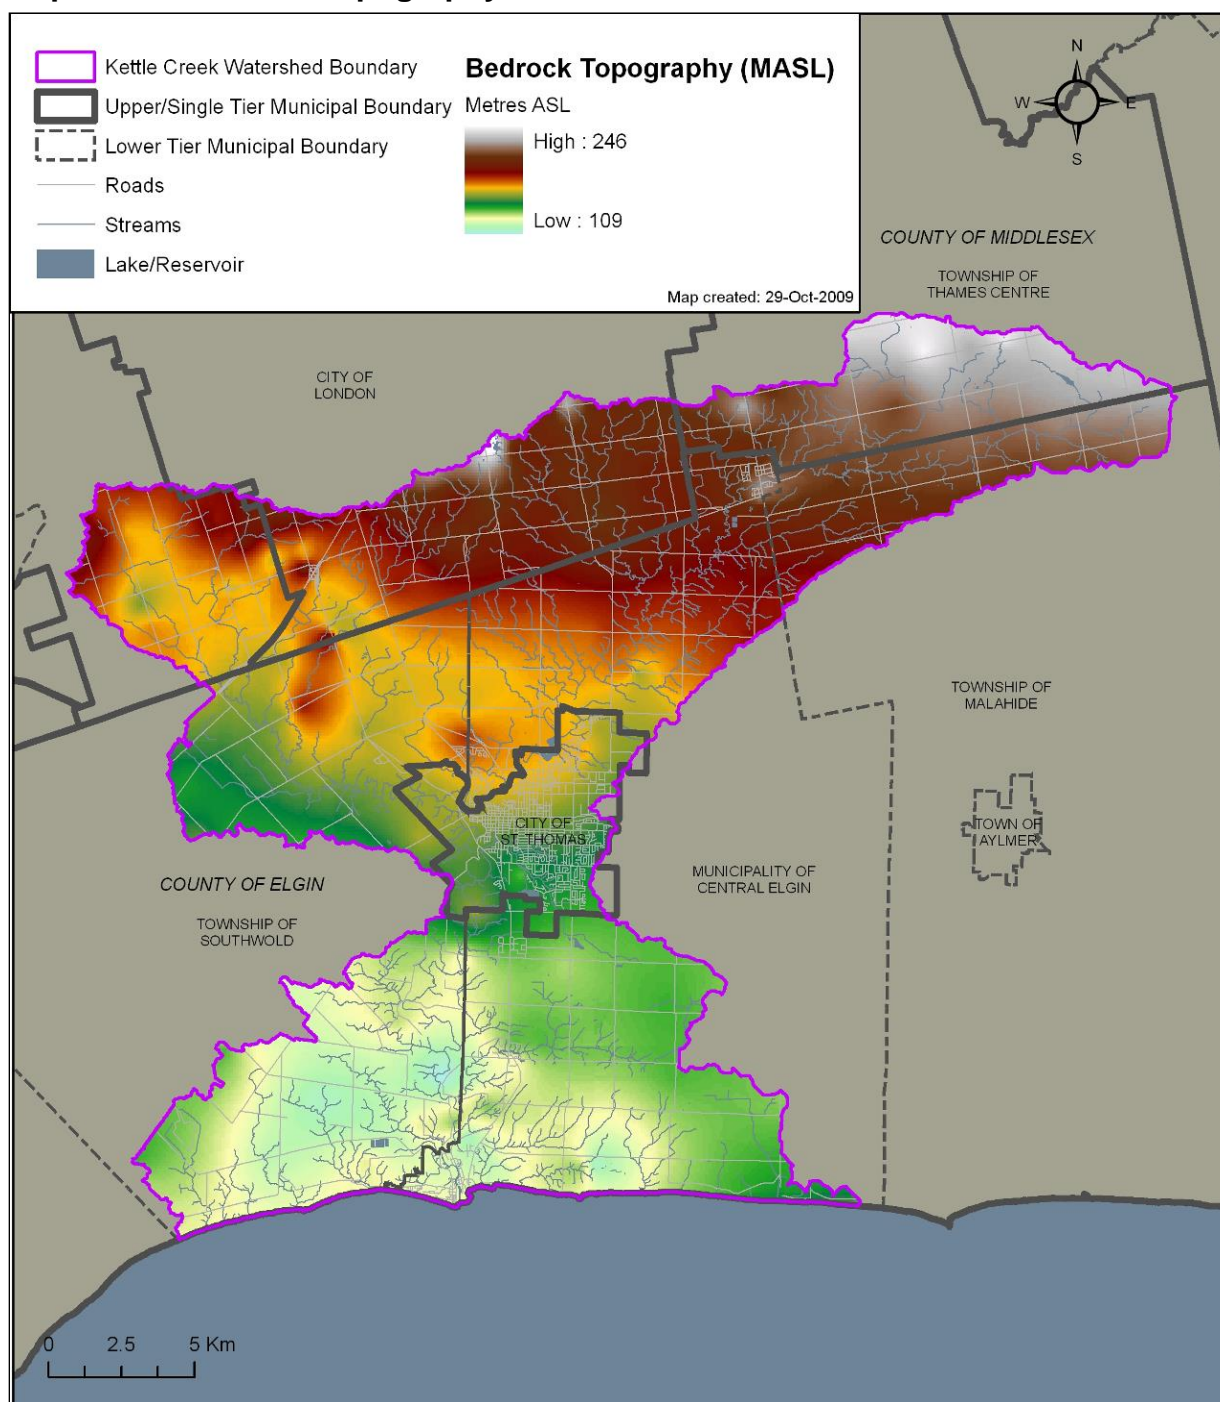 Kettle Creek Watershed Boundary
Upper/Single Tier Municipal Boundary
Lower Tier Municipal Boundary
Roads
Streams
Lake/Reservoir
Bedrock Topography (MASL)
Metres ASL
High : 246
Low : 109
Map created: 29-Oct-2009
N
W E
S
COUNTY OF MIDDLESEX
TOWNSHIP OF
THAMES CENTRE
CITY OF
LONDON
TOWNSHIP OF
MALAHIDE
CITY OF
ST. THOMAS
TOWN OF
AYLMER
MUNICIPALITY OF
CENTRAL ELGIN
COUNTY OF ELGIN
TOWNSHIP OF
SOUTHWOLD
0 2.5 5 Km